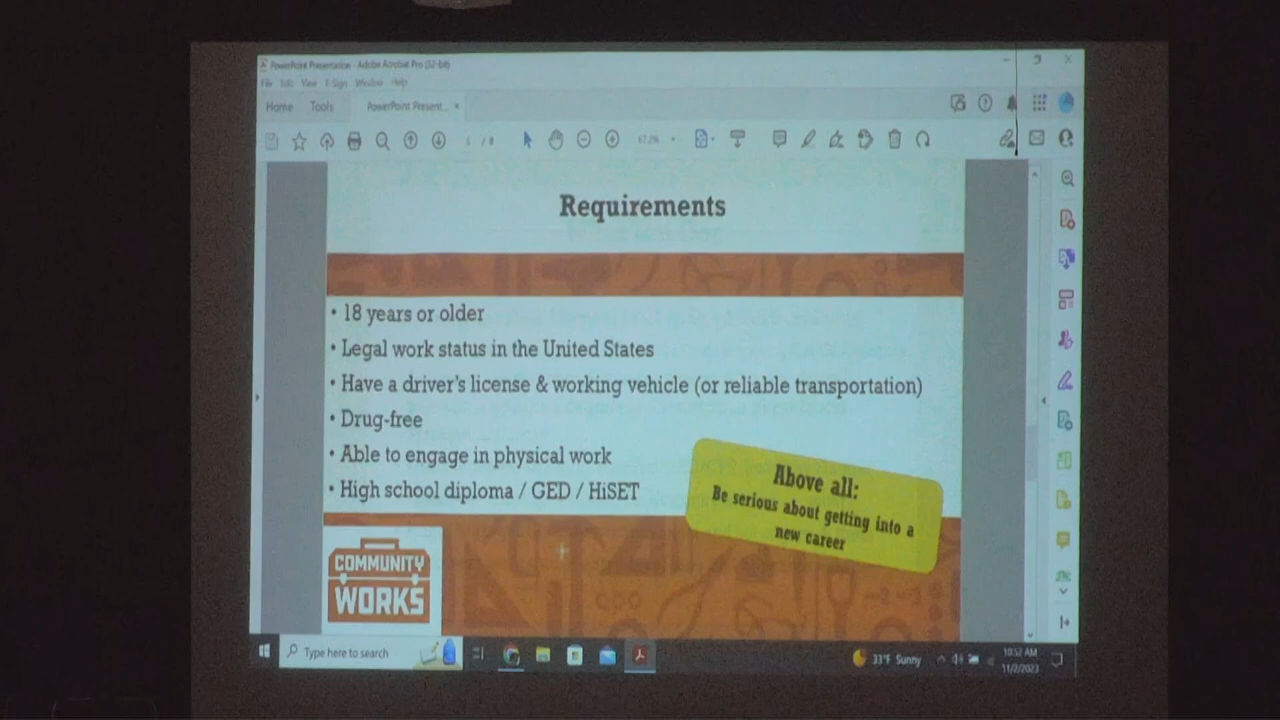 PowerPoint Presentation - Adobe Acrobat Pro (32-bit)
File Edit View E-Sign Window Help
Home Tools PowerPoint Present... ×
/ 8 67.2%
Requirements
• 18 years or older
• Legal work status in the United States
• Have a driver's license & working vehicle (or reliable transportation)
• Drug-free
• Able to engage in physical work
• High school diploma / GED / HiSET
Above all:
Be serious about getting into a
new career
COMMUNITY
WORKS
Type here to search
33°F Sunny
10:52 AM
11/2/2023